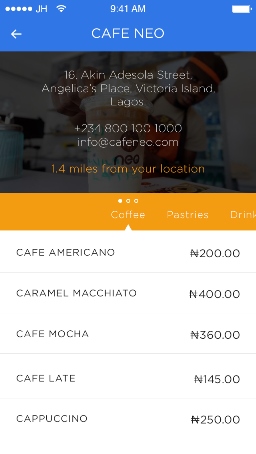 JH 9:41 AM
CAFE NEO
16, Akin Adesola Street,
Angelica's Place, Victoria Island,
Lagos
+234 800 100 1000
info@cafeneo.com
neo
1.4 miles from your location
Coffee Pastries Drink
CAFE AMERICANO ₦200.00
CARAMEL MACCHIATO ₦400.00
CAFE MOCHA ₦360.00
CAFE LATE ₦145.00
CAPPUCCINO ₦250.00